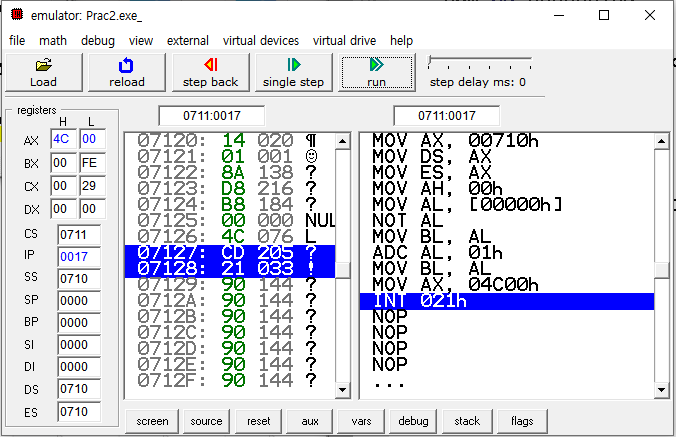 emulator: Prac2.exe_
file math debug view external virtual devices virtual drive help
Load reload step back single step run step delay ms: 0
registers
H L
AX 4C 00
BX 00 FE
CX 00 29
DX 00 00
CS 0711
IP 0017
SS 0710
SP 0000
BP 0000
SI 0000
DI 0000
DS 0710
ES 0710
0711:0017
07120: 14 020 ¶
07121: 01 001 ☺
07122: 8A 138 ?
07123: D8 216 ?
07124: B8 184 ?
07125: 00 000 NUL
07126: 4C 076 L
07127: CD 205 ?
07128: 21 033 !
07129: 90 144 ?
0712A: 90 144 ?
0712B: 90 144 ?
0712C: 90 144 ?
0712D: 90 144 ?
0712E: 90 144 ?
0712F: 90 144 ?
0711:0017
MOV AX, 00710h
MOV DS, AX
MOV ES, AX
MOV AH, 00h
MOV AL, [00000h]
NOT AL
MOV BL, AL
ADC AL, 01h
MOV BL, AL
MOV AX, 04C00h
INT 021h
NOP
NOP
NOP
NOP
...
screen source reset aux vars debug stack flags